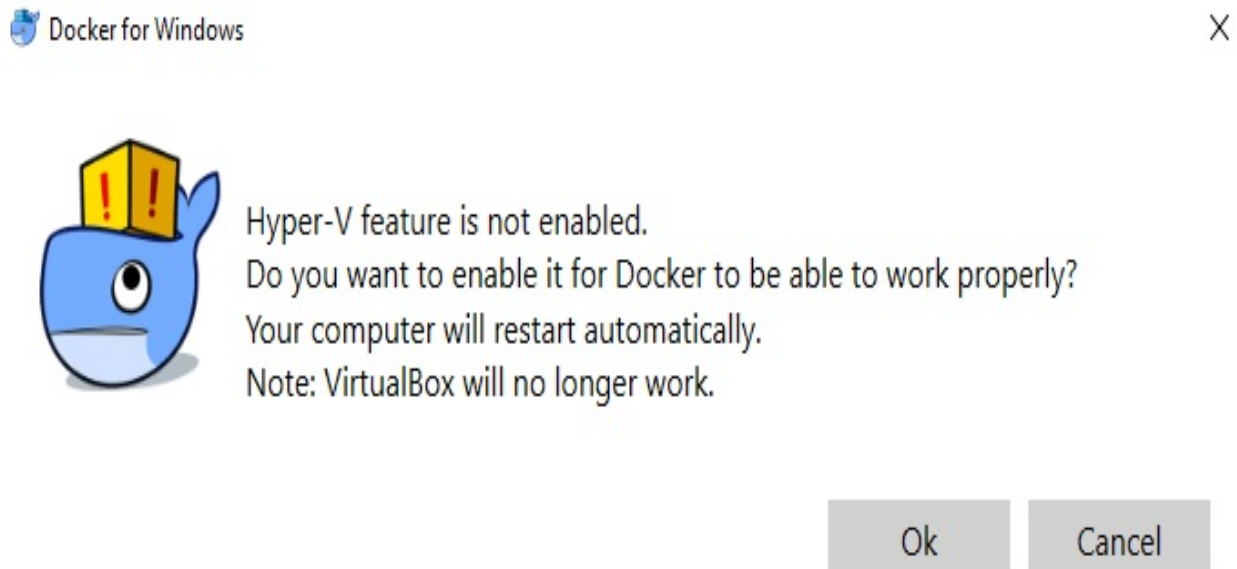 Docker for Windows
X
Hyper-V feature is not enabled.
Do you want to enable it for Docker to be able to work properly?
Your computer will restart automatically.
Note: VirtualBox will no longer work.
Ok
Cancel